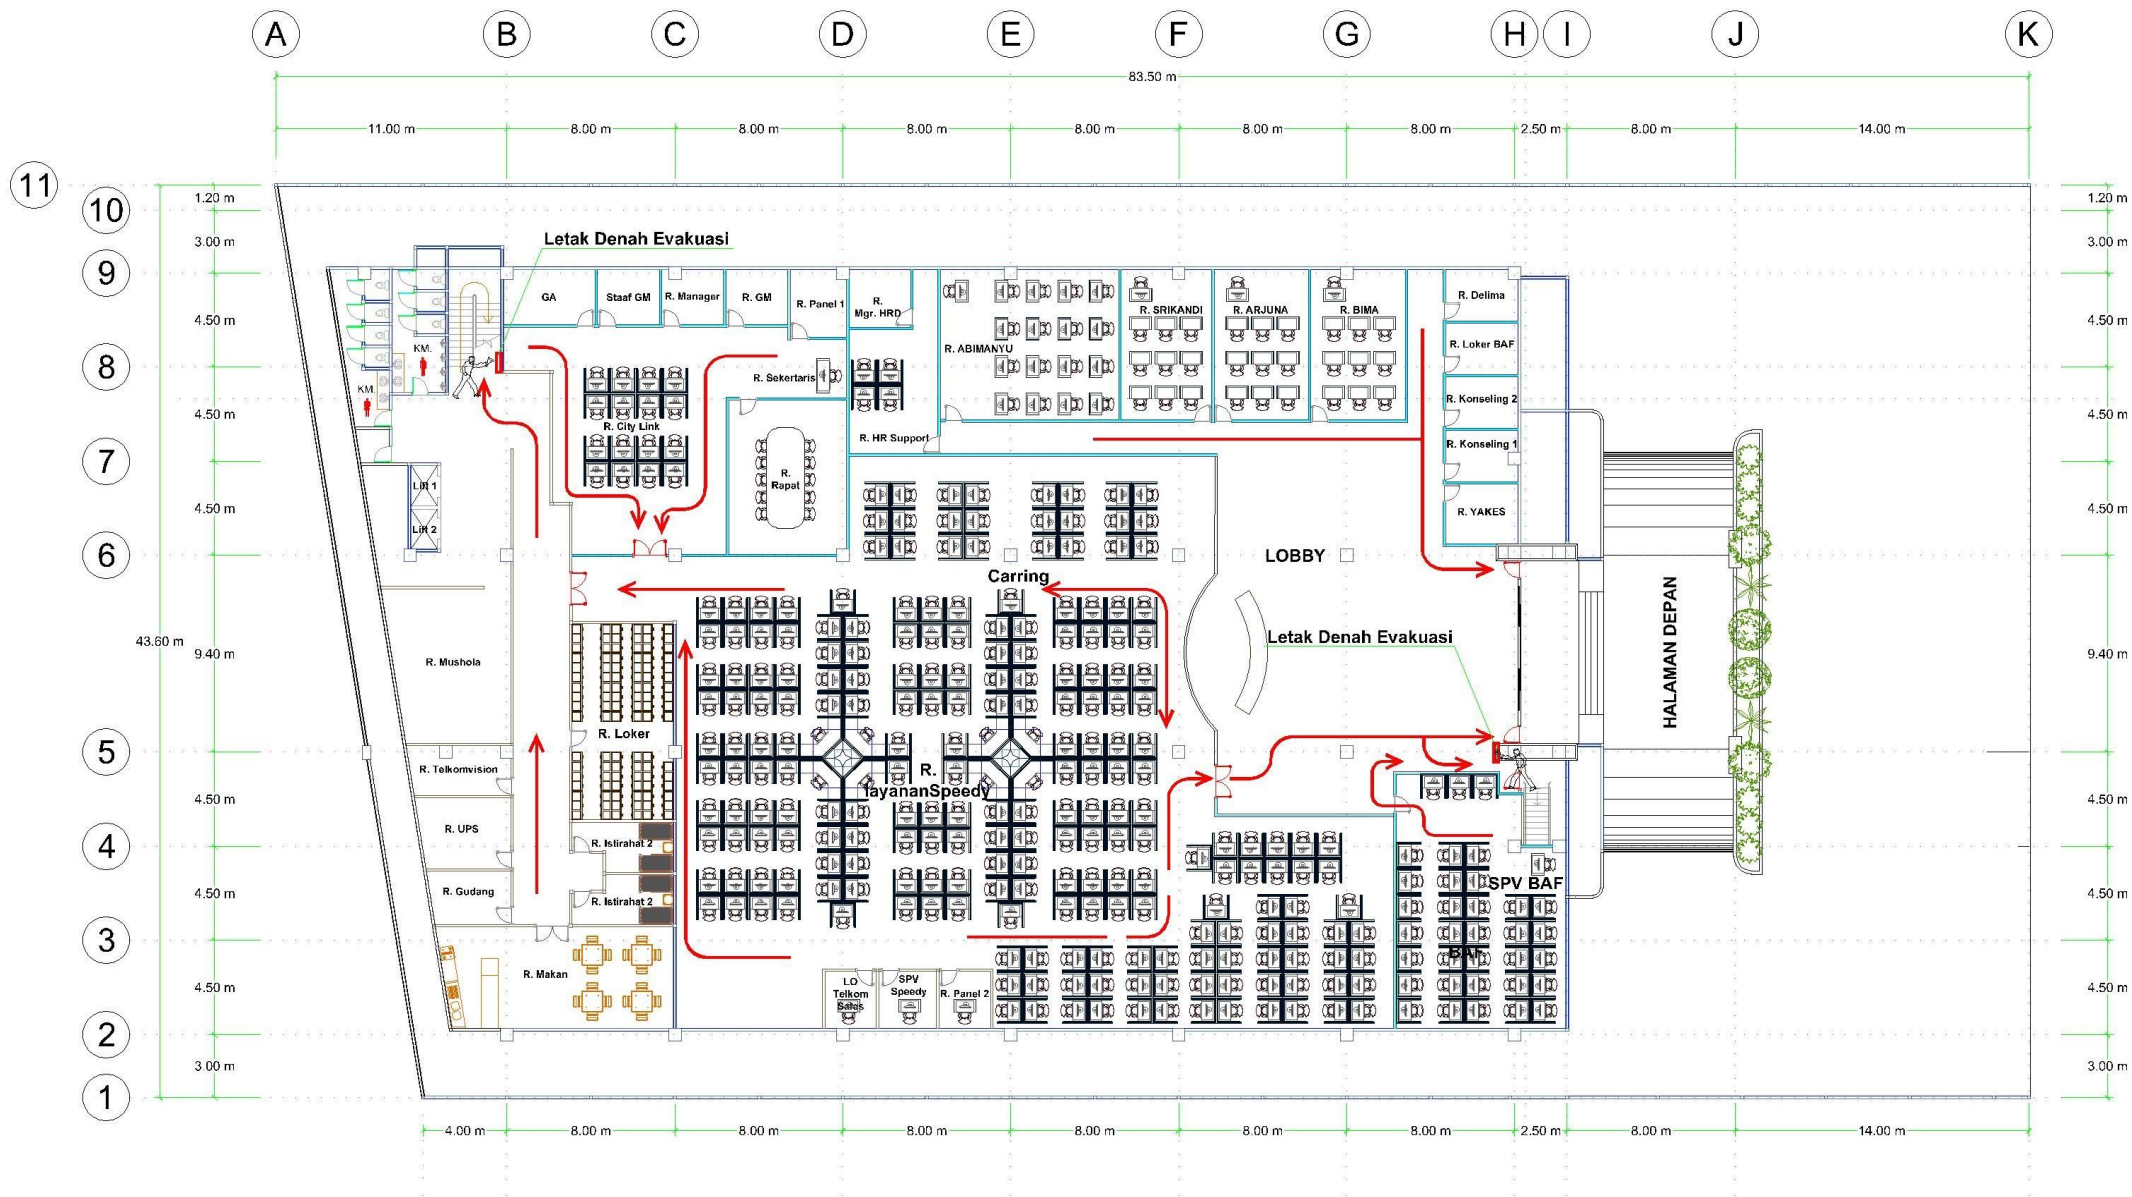 A B C D E F G H I J K
83.50 m
11.00 m 8.00 m 8.00 m 8.00 m 8.00 m 8.00 m 8.00 m 2.50 m 8.00 m 14.00 m
11
10
9
8
7
6
5
4
3
2
1
1.20 m
3.00 m
4.50 m
4.50 m
4.50 m
43.60 m
9.40 m
4.50 m
4.50 m
4.50 m
3.00 m
1.20 m
3.00 m
4.50 m
4.50 m
4.50 m
9.40 m
4.50 m
4.50 m
4.50 m
3.00 m
Letak Denah Evakuasi
GA
Staaf GM
R. Manager
R. GM
R. Panel 1
R.
Mgr. HRD
R. ABIMANYU
R. SRIKANDI
R. ARJUNA
R. BIMA
R. Delima
R. Loker BAF
R. Konseling 2
R. Konseling 1
R. YAKES
KM.
KM.
R. Sekertaris
R. City Link
R. HR Support
R.
Rapat
Lift 1
Lift 2
LOBBY
Carring
Letak Denah Evakuasi
HALAMAN DEPAN
R. Mushola
R. Loker
R. Telkomvision
R.
layananSpeedy
R. UPS
R. Istirahat 2
R. Gudang
R. Istirahat 2
SPV BAF
BAF
R. Makan
LO
Telkom
Sales
SPV
Speedy
R. Panel 2
4.00 m 8.00 m 8.00 m 8.00 m 8.00 m 8.00 m 8.00 m 2.50 m 8.00 m 14.00 m